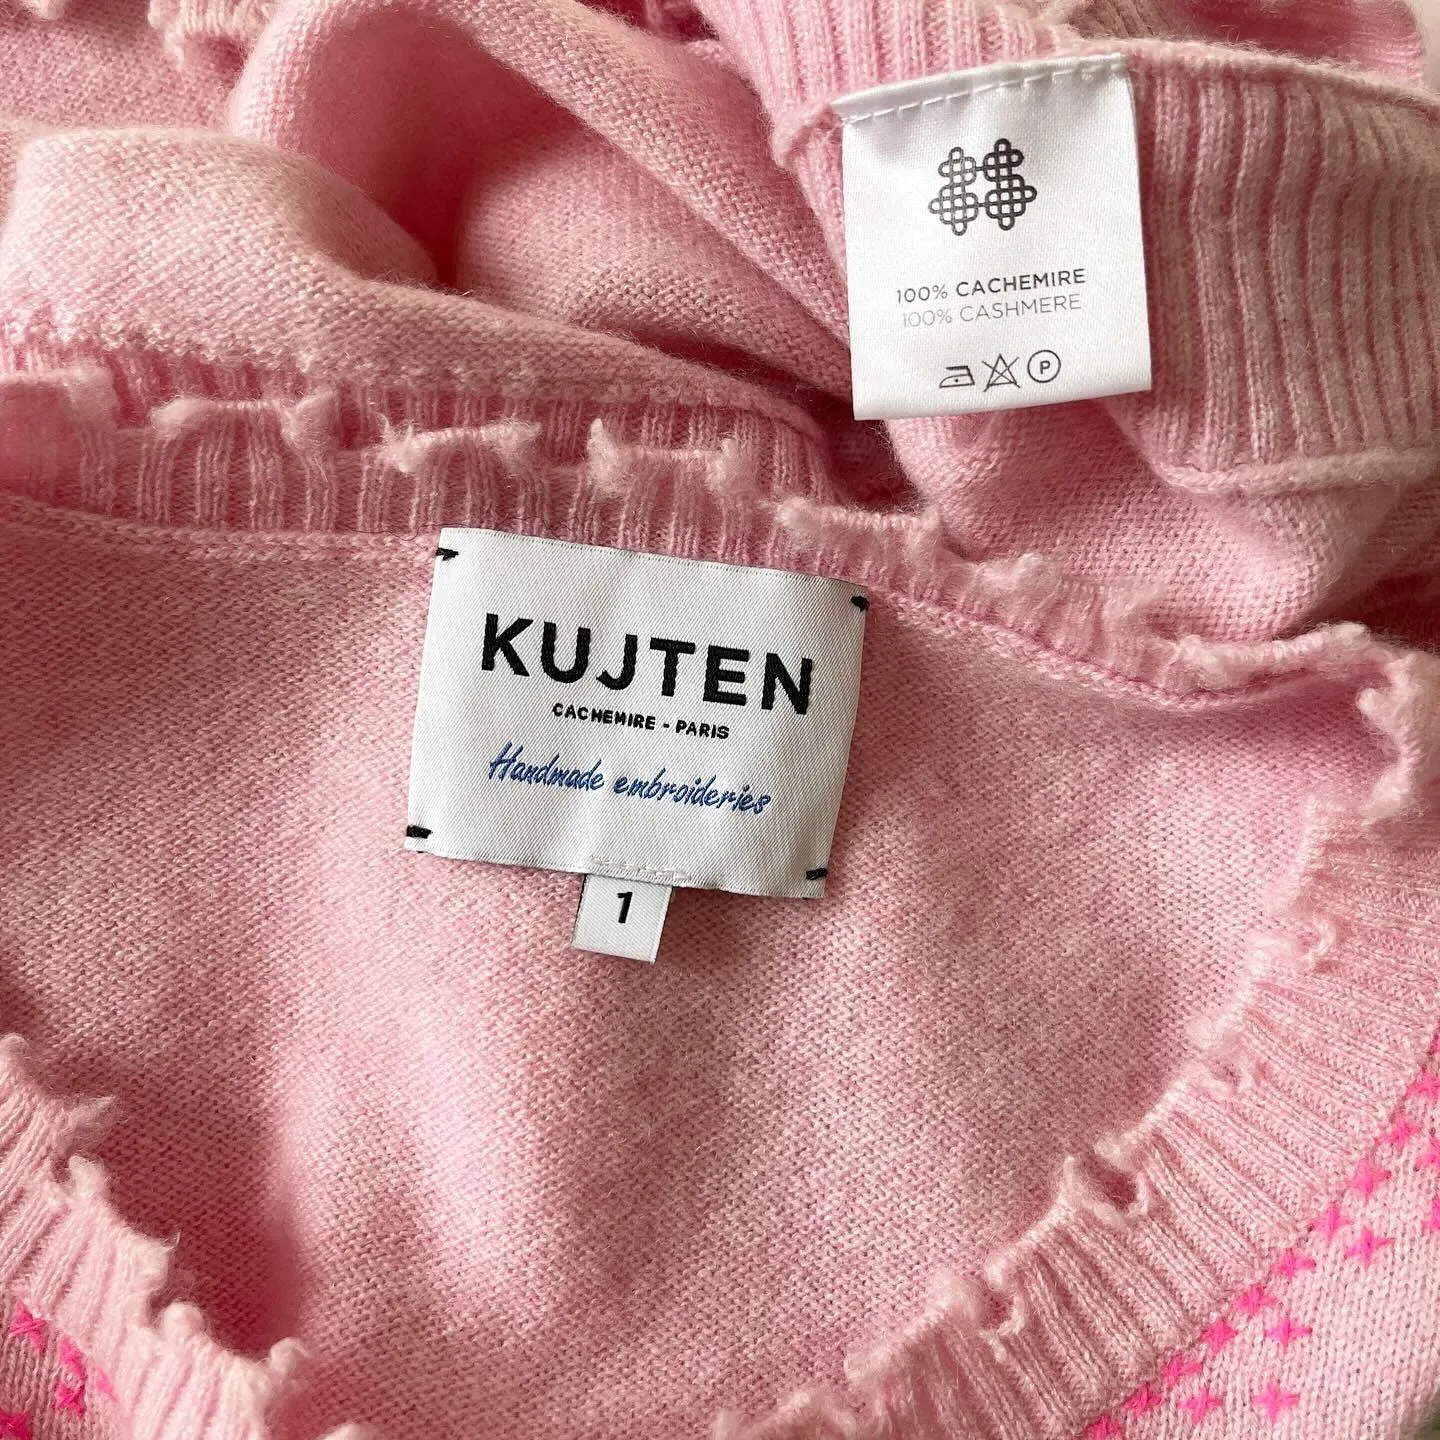 100% CACHEMIRE
100% CASHMERE
P
KUJTEN
CACHEMIRE - PARIS
Handmade embroideries
1